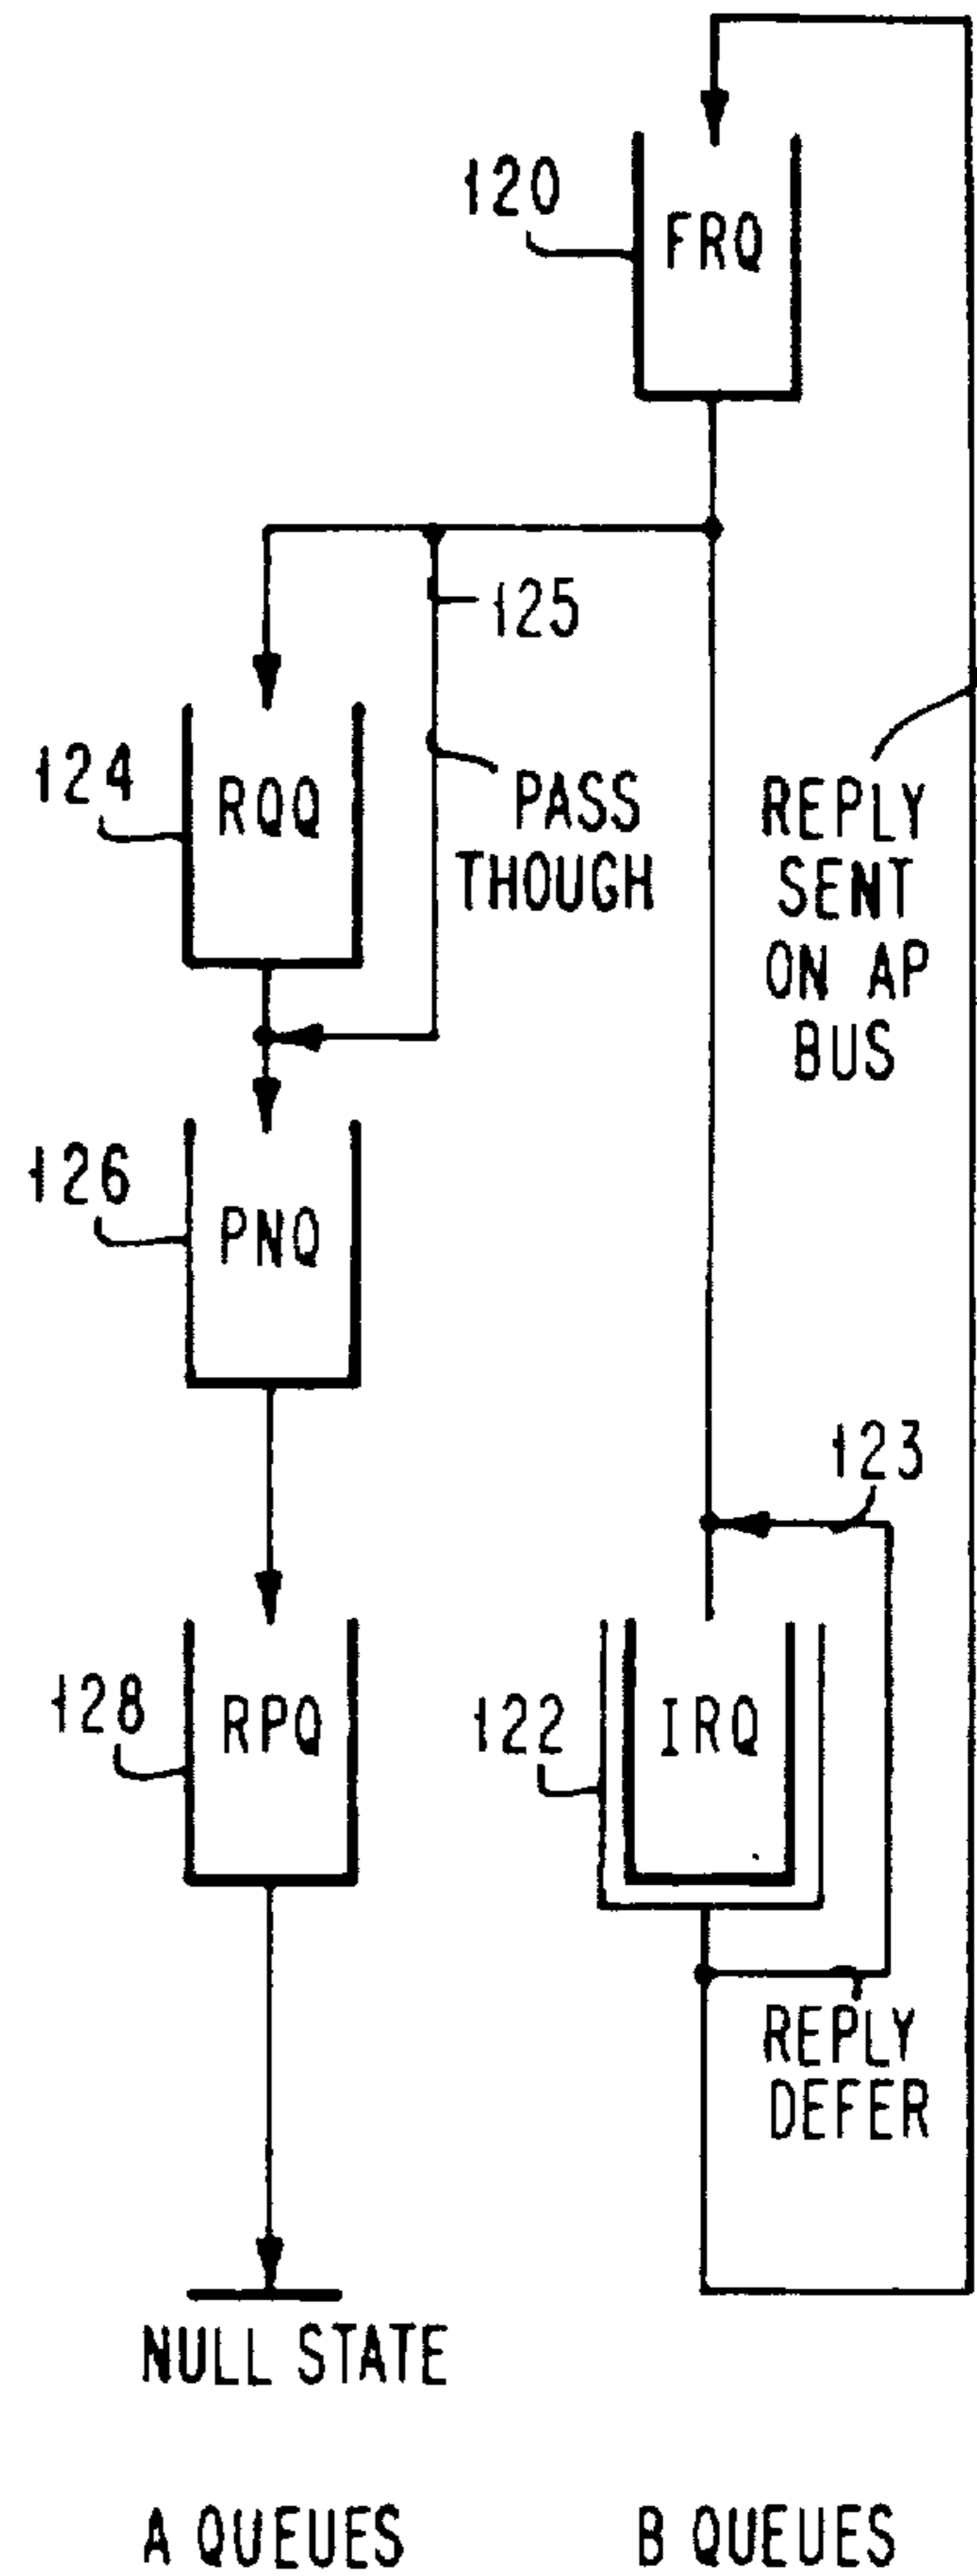 120
FRQ
125
124
RQQ
PASS
THOUGH
REPLY
SENT
ON AP
BUS
126
PNQ
123
128
RPQ
122
IRQ
REPLY
DEFER
NULL STATE
A QUEUES
B QUEUES